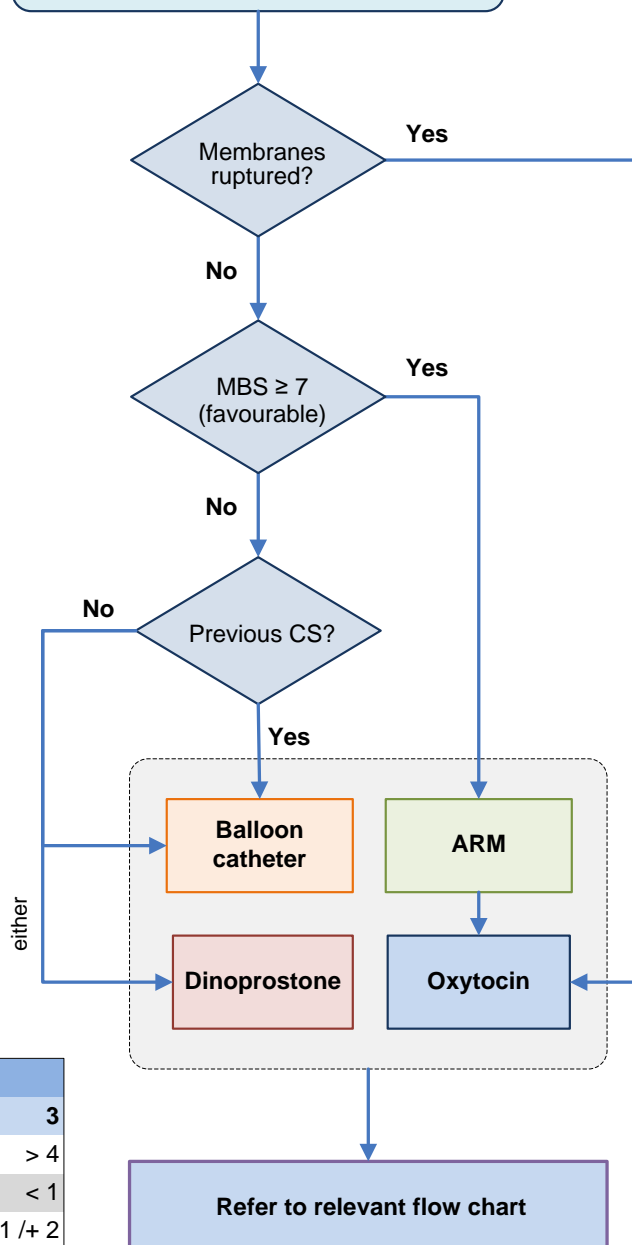 Membranes
ruptured?
Yes
No
MBS ≥ 7
(favourable)
Yes
No
Previous CS?
No
Yes
Balloon
catheter
ARM
either
Dinoprostone
Oxytocin
3
> 4
< 1
1 /+ 2
Refer to relevant flow chart